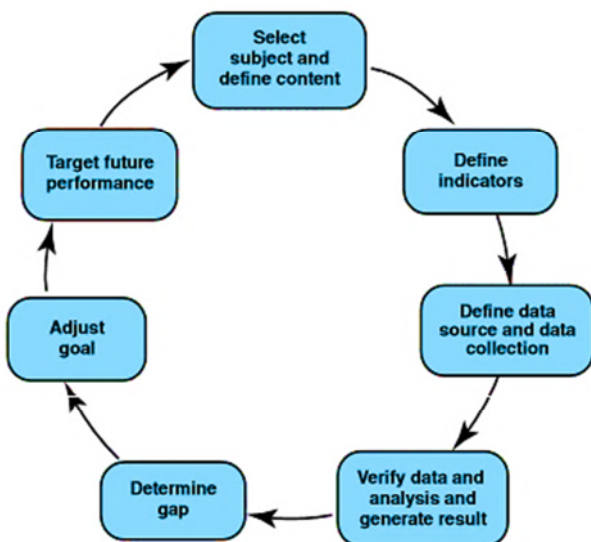 Select
subject and
define content
Define
indicators
Define data
source and data
collection
Verify data and
analysis and
generate result
Determine
gap
Adjust
goal
Target future
performance